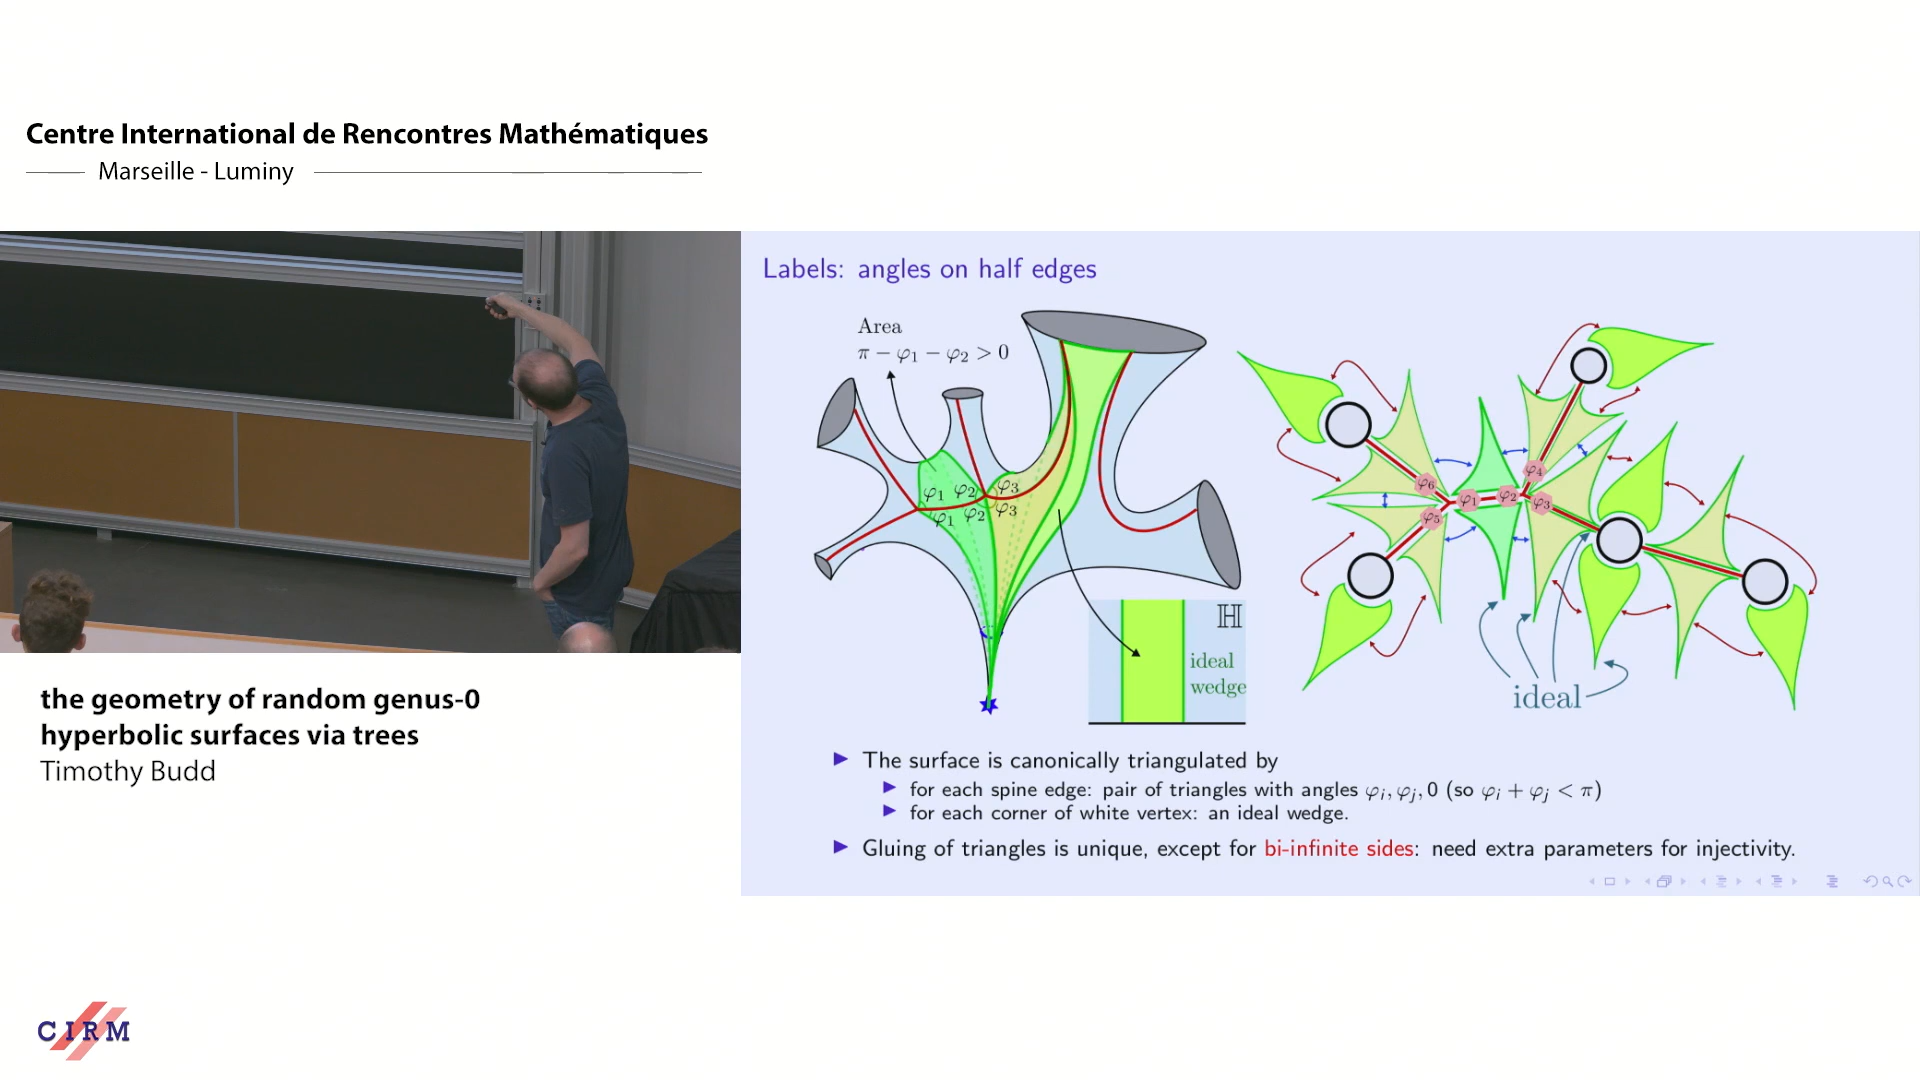 Centre International de Rencontres Mathématiques
Marseille - Luminy
Labels: angles on half edges
Area
π − φ₁ − φ₂ > 0
φ₁ φ₂ φ₃
φ₁ φ₂ φ₃
ℍ
ideal
wedge
φ₄
φ₆ φ₁ φ₂ φ₃
φ₅
ideal
▶ The surface is canonically triangulated by
▶ for each spine edge: pair of triangles with angles φᵢ, φⱼ, 0 (so φᵢ + φⱼ < π)
▶ for each corner of white vertex: an ideal wedge.
▶ Gluing of triangles is unique, except for bi-infinite sides: need extra parameters for injectivity.
the geometry of random genus-0
hyperbolic surfaces via trees
Timothy Budd
CIRM